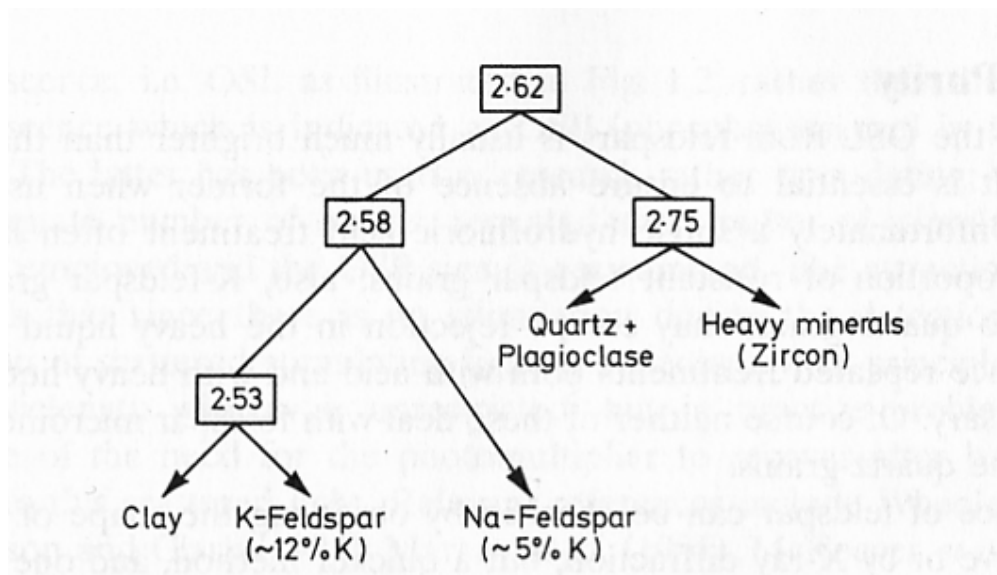 2·62
2·58
2·75
Quartz +
Plagioclase
Heavy minerals
(Zircon)
2·53
Clay
K-Feldspar
(~12% K)
Na-Feldspar
(~5% K)